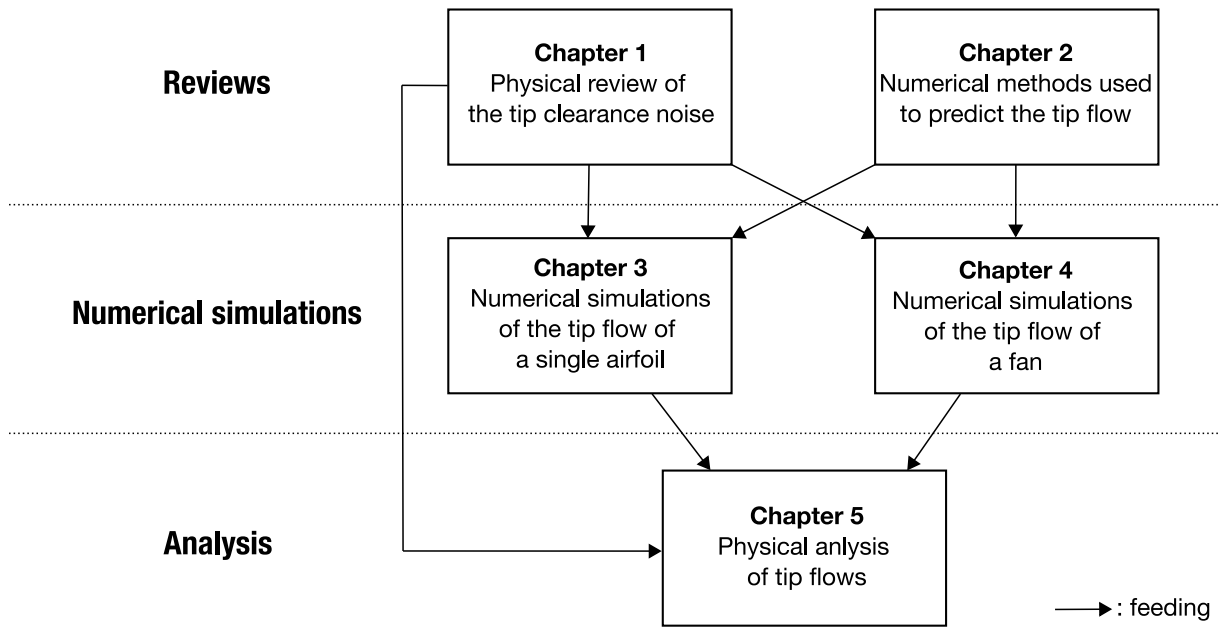 Reviews
Chapter 1
Physical review of
the tip clearance noise
Chapter 2
Numerical methods used
to predict the tip flow
Numerical simulations
Chapter 3
Numerical simulations
of the tip flow of
a single airfoil
Chapter 4
Numerical simulations
of the tip flow of
a fan
Analysis
Chapter 5
Physical anlysis
of tip flows
: feeding